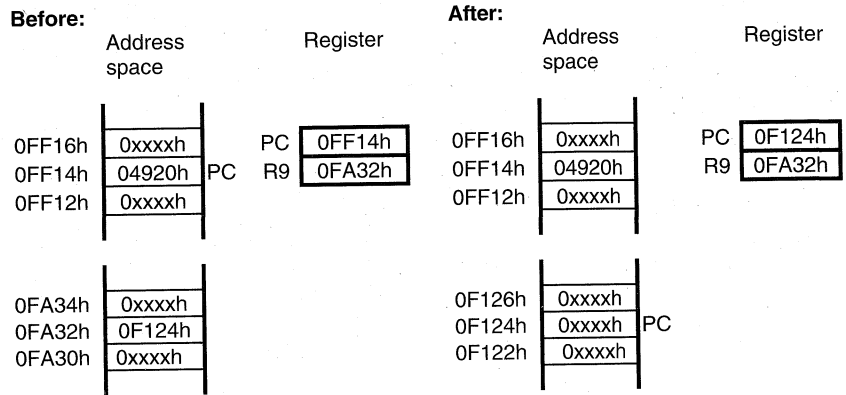 Before:
Address space
Register
0FF16h 0xxxxh
0FF14h 04920h PC
0FF12h 0xxxxh
PC 0FF14h
R9 0FA32h
0FA34h 0xxxxh
0FA32h 0F124h
0FA30h 0xxxxh
After:
Address space
Register
0FF16h 0xxxxh
0FF14h 04920h
0FF12h 0xxxxh
PC 0F124h
R9 0FA32h
0F126h 0xxxxh
0F124h 0xxxxh PC
0F122h 0xxxxh